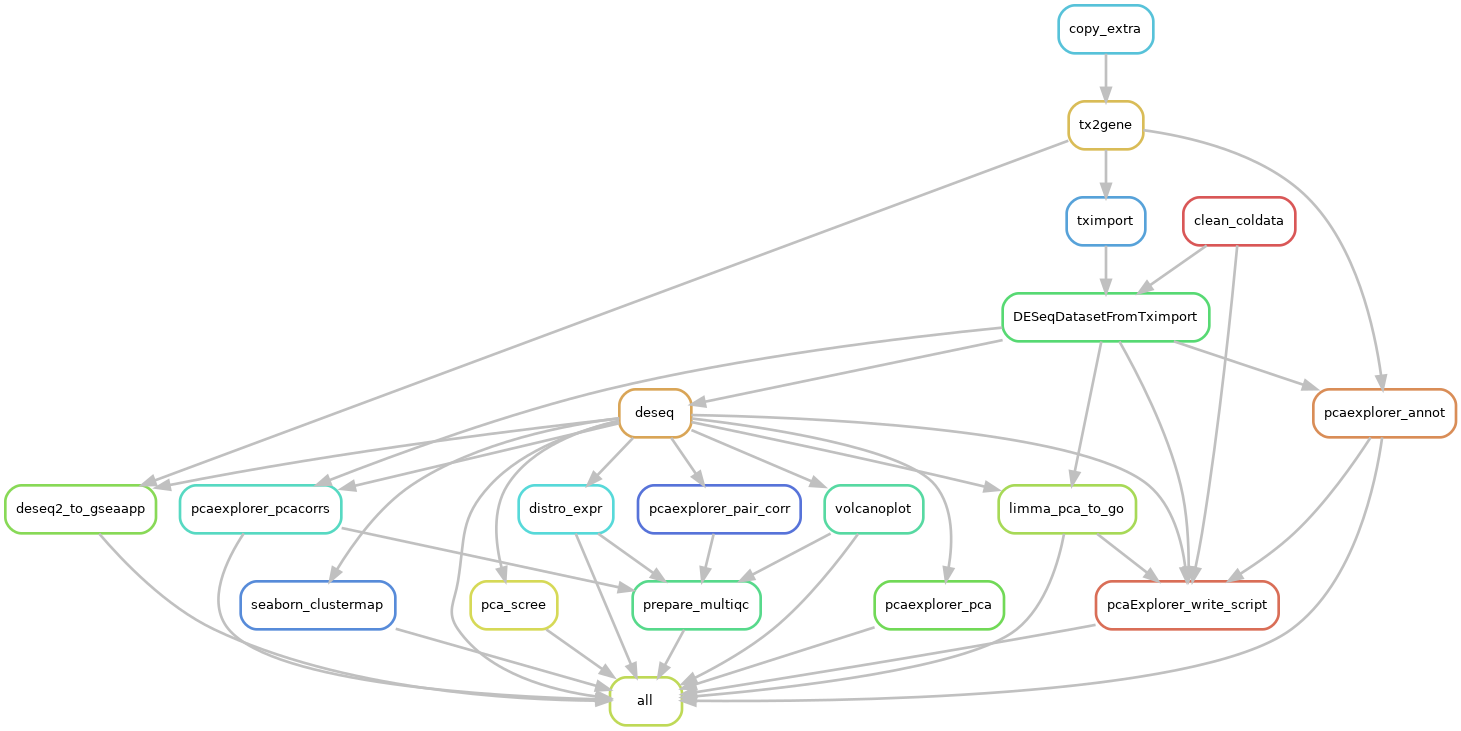 copy_extra
tx2gene
tximport
clean_coldata
DESeqDatasetFromTximport
deseq
pcaexplorer_annot
deseq2_to_gseaapp
pcaexplorer_pcacorrs
distro_expr
pcaexplorer_pair_corr
volcanoplot
limma_pca_to_go
seaborn_clustermap
pca_scree
prepare_multiqc
pcaexplorer_pca
pcaExplorer_write_script
all